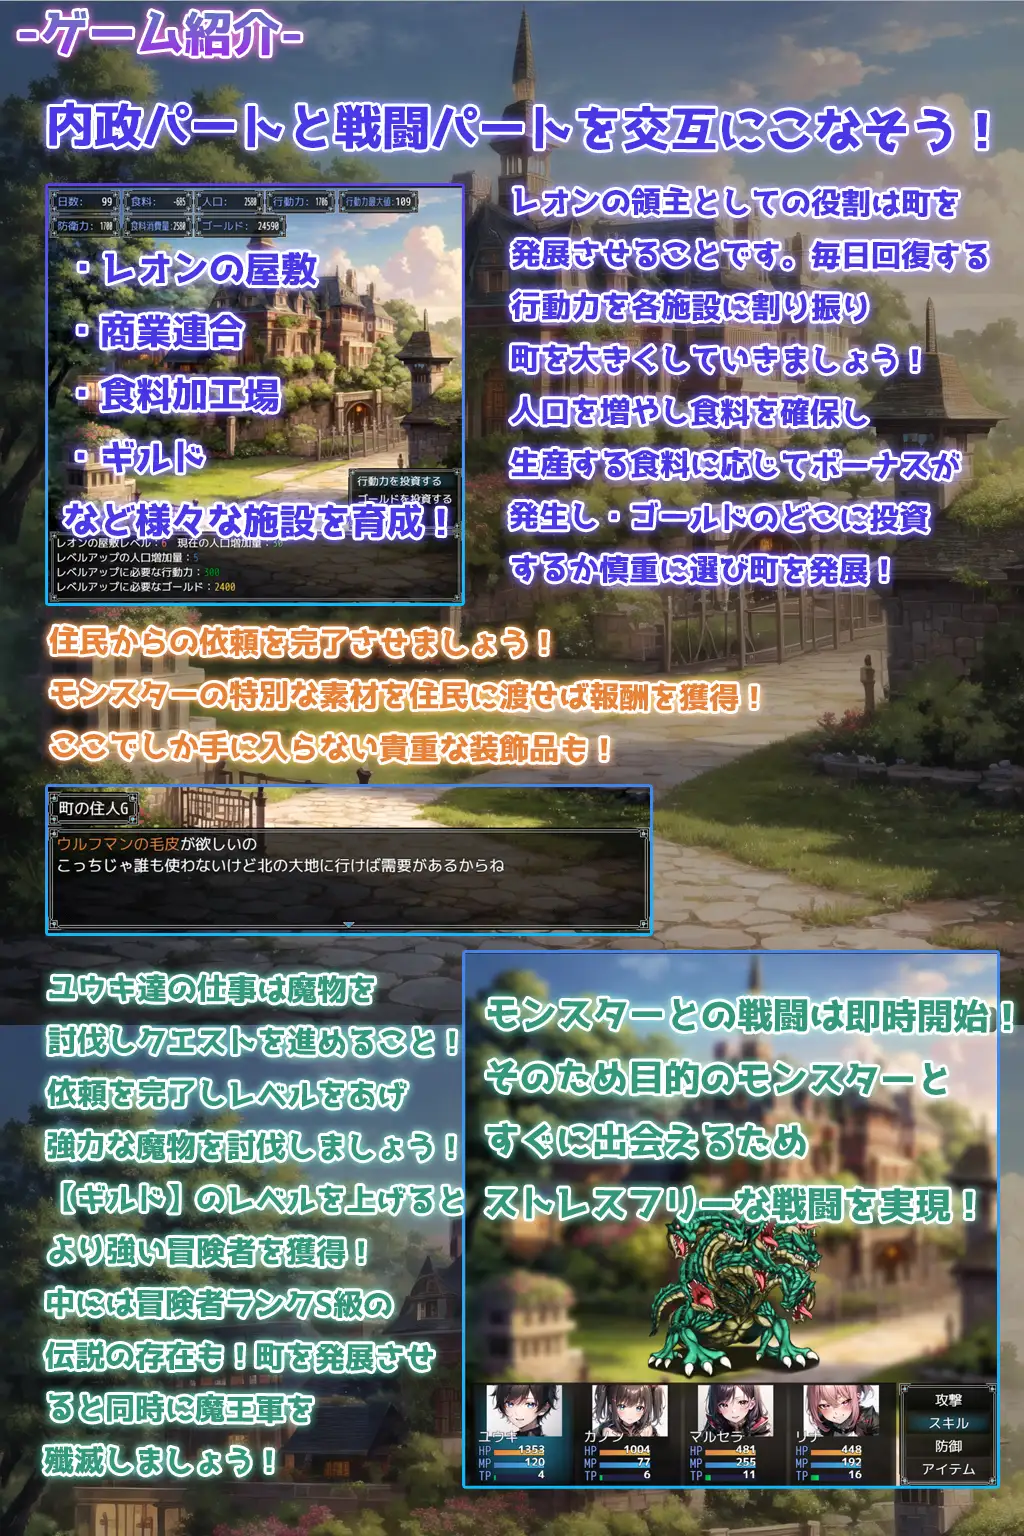 -ゲーム紹介-
内政パートと戦闘パートを交互にこなそう！
日数: 99 食料: -685 人口: 2580 行動力: 1706 行動力最大値:109
防衛力: 1700 食料消費量:2580 ゴールド: 24590
・レオンの屋敷
・商業連合
・食料加工場
・ギルド
など様々な施設を育成！
行動力を投資する
ゴールドを投資する
レオンの屋敷レベル：6 現在の人口増加量：30
レベルアップの人口増加量：5
レベルアップに必要な行動力：300
レベルアップに必要なゴールド：2400
レオンの領主としての役割は町を
発展させることです。毎日回復する
行動力を各施設に割り振り
町を大きくしていきましょう！
人口を増やし食料を確保し
生産する食料に応じてボーナスが
発生し・ゴールドのどこに投資
するか慎重に選び町を発展！
住民からの依頼を完了させましょう！
モンスターの特別な素材を住民に渡せば報酬を獲得！
ここでしか手に入らない貴重な装飾品も！
町の住人G
ウルフマンの毛皮が欲しいの
こっちじゃ誰も使わないけど北の大地に行けば需要があるからね
ユウキ達の仕事は魔物を
討伐しクエストを進めること！
依頼を完了しレベルをあげ
強力な魔物を討伐しましょう！
【ギルド】のレベルを上げると
より強い冒険者を獲得！
中には冒険者ランクS級の
伝説の存在も！町を発展させ
ると同時に魔王軍を
殲滅しましょう！
モンスターとの戦闘は即時開始！
そのため目的のモンスターと
すぐに出会えるため
ストレスフリーな戦闘を実現！
ユウキ カノン マルセラ リナ
HP 1353 HP 1004 HP 481 HP 448
MP 120 MP 77 MP 255 MP 192
TP 4 TP 6 TP 11 TP 16
攻撃
スキル
防御
アイテム